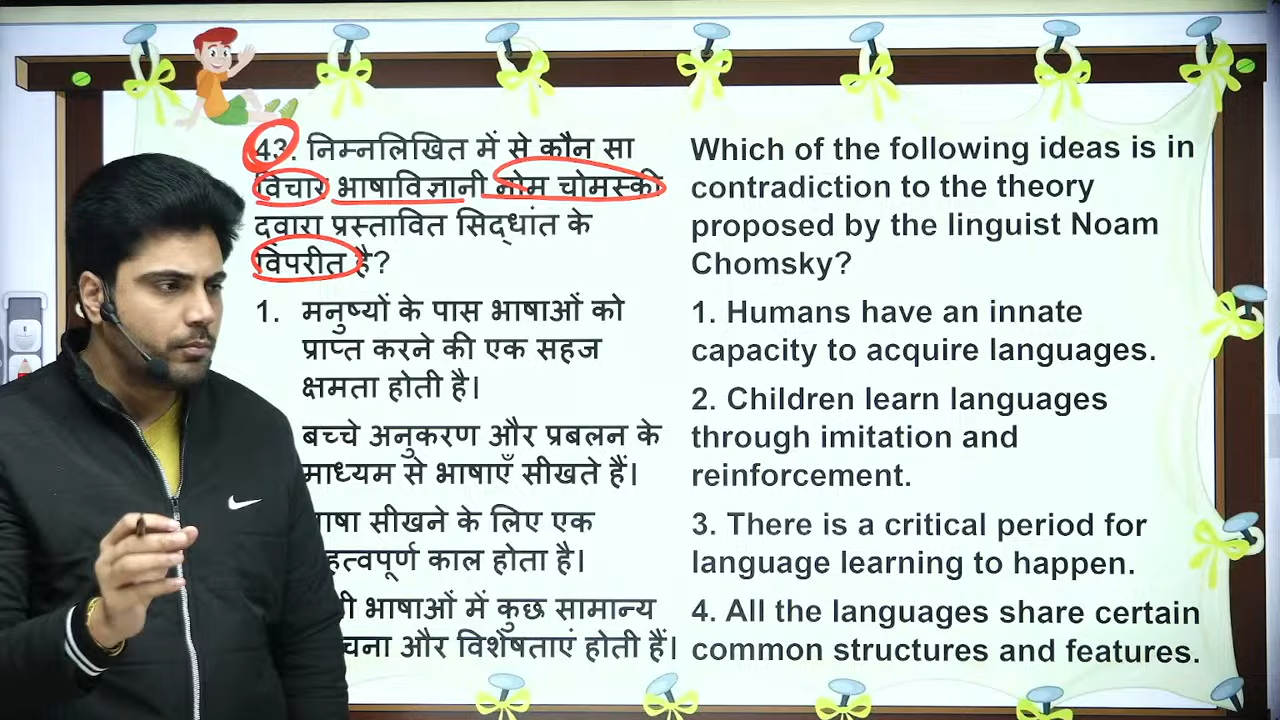 43. निम्नलिखित में से कौन सा
विचार भाषाविज्ञानी नोम चोमस्की
द्वारा प्रस्तावित सिद्धांत के
विपरीत है?
1. मनुष्यों के पास भाषाओं को
प्राप्त करने की एक सहज
क्षमता होती है।
बच्चे अनुकरण और प्रबलन के
माध्यम से भाषाएँ सीखते हैं।
सीखने के लिए एक
काल होता है।
भाषाओं में कुछ सामान्य
और विशेषताएं होती हैं।
Which of the following ideas is in
contradiction to the theory
proposed by the linguist Noam
Chomsky?
1. Humans have an innate
capacity to acquire languages.
2. Children learn languages
through imitation and
reinforcement.
3. There is a critical period for
language learning to happen.
4. All the languages share certain
common structures and features.